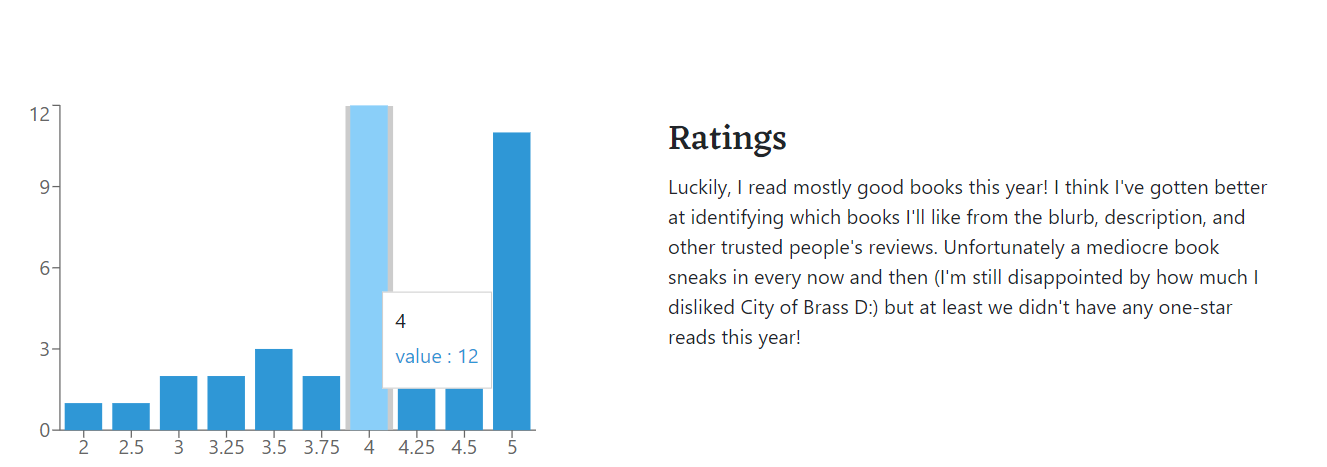 12
9
6
3
0
2 2.5 3 3.25 3.5 3.75 4 4.25 4.5 5
4
value : 12
Ratings
Luckily, I read mostly good books this year! I think I've gotten better
at identifying which books I'll like from the blurb, description, and
other trusted people's reviews. Unfortunately a mediocre book
sneaks in every now and then (I'm still disappointed by how much I
disliked City of Brass D:) but at least we didn't have any one-star
reads this year!